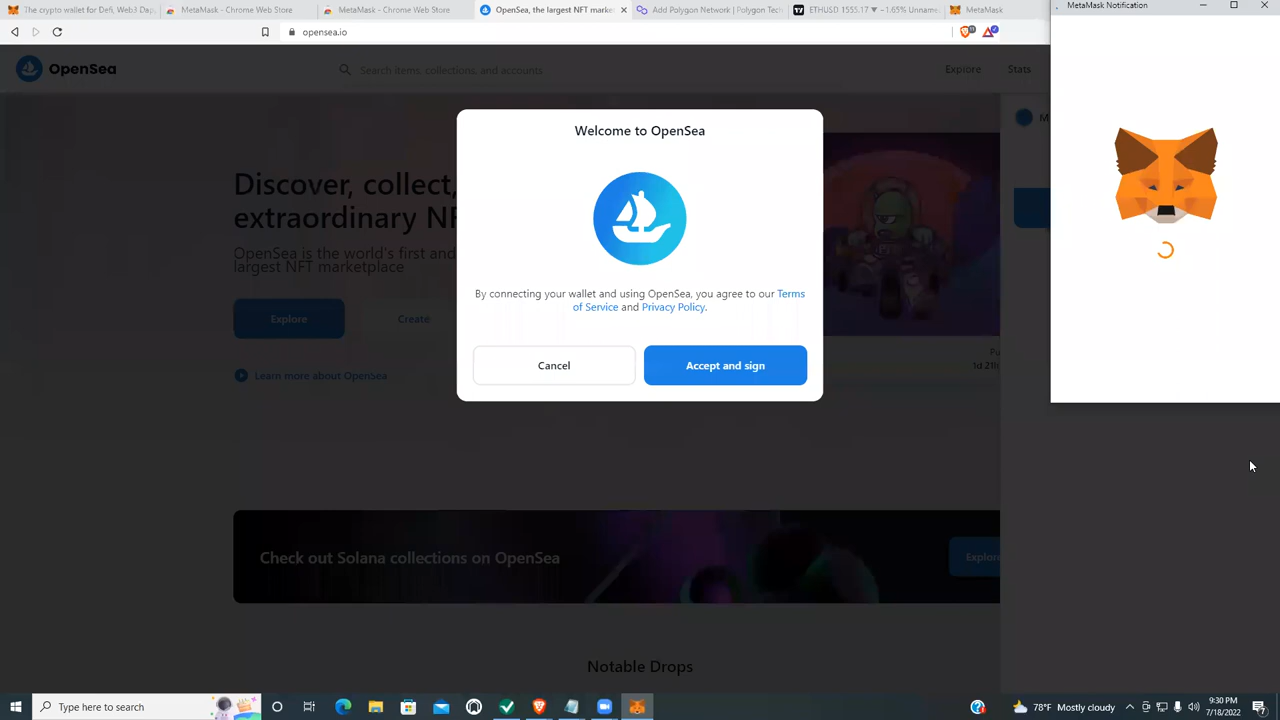 The crypto wallet for Defi, Web3 Dap
MetaMask - Chrome Web Store
MetaMask - Chrome Web Store
OpenSea, the largest NFT marke
Add Polygon Network | Polygon Tech
ETHUSD 1555.17 ▼ −1.65% Unname
MetaMask
MetaMask Notification
opensea.io
OpenSea
Search items, collections, and accounts
Explore
Stats
M
Welcome to OpenSea
Discover, collect,
extraordinary NF
OpenSea is the world's first and
largest NFT marketplace
By connecting your wallet and using OpenSea, you agree to our Terms
of Service and Privacy Policy.
Explore
Create
Cancel
Accept and sign
Pu
1d 21h
Learn more about OpenSea
Check out Solana collections on OpenSea
Explor
Notable Drops
Type here to search
78°F Mostly cloudy
9:30 PM
7/18/2022